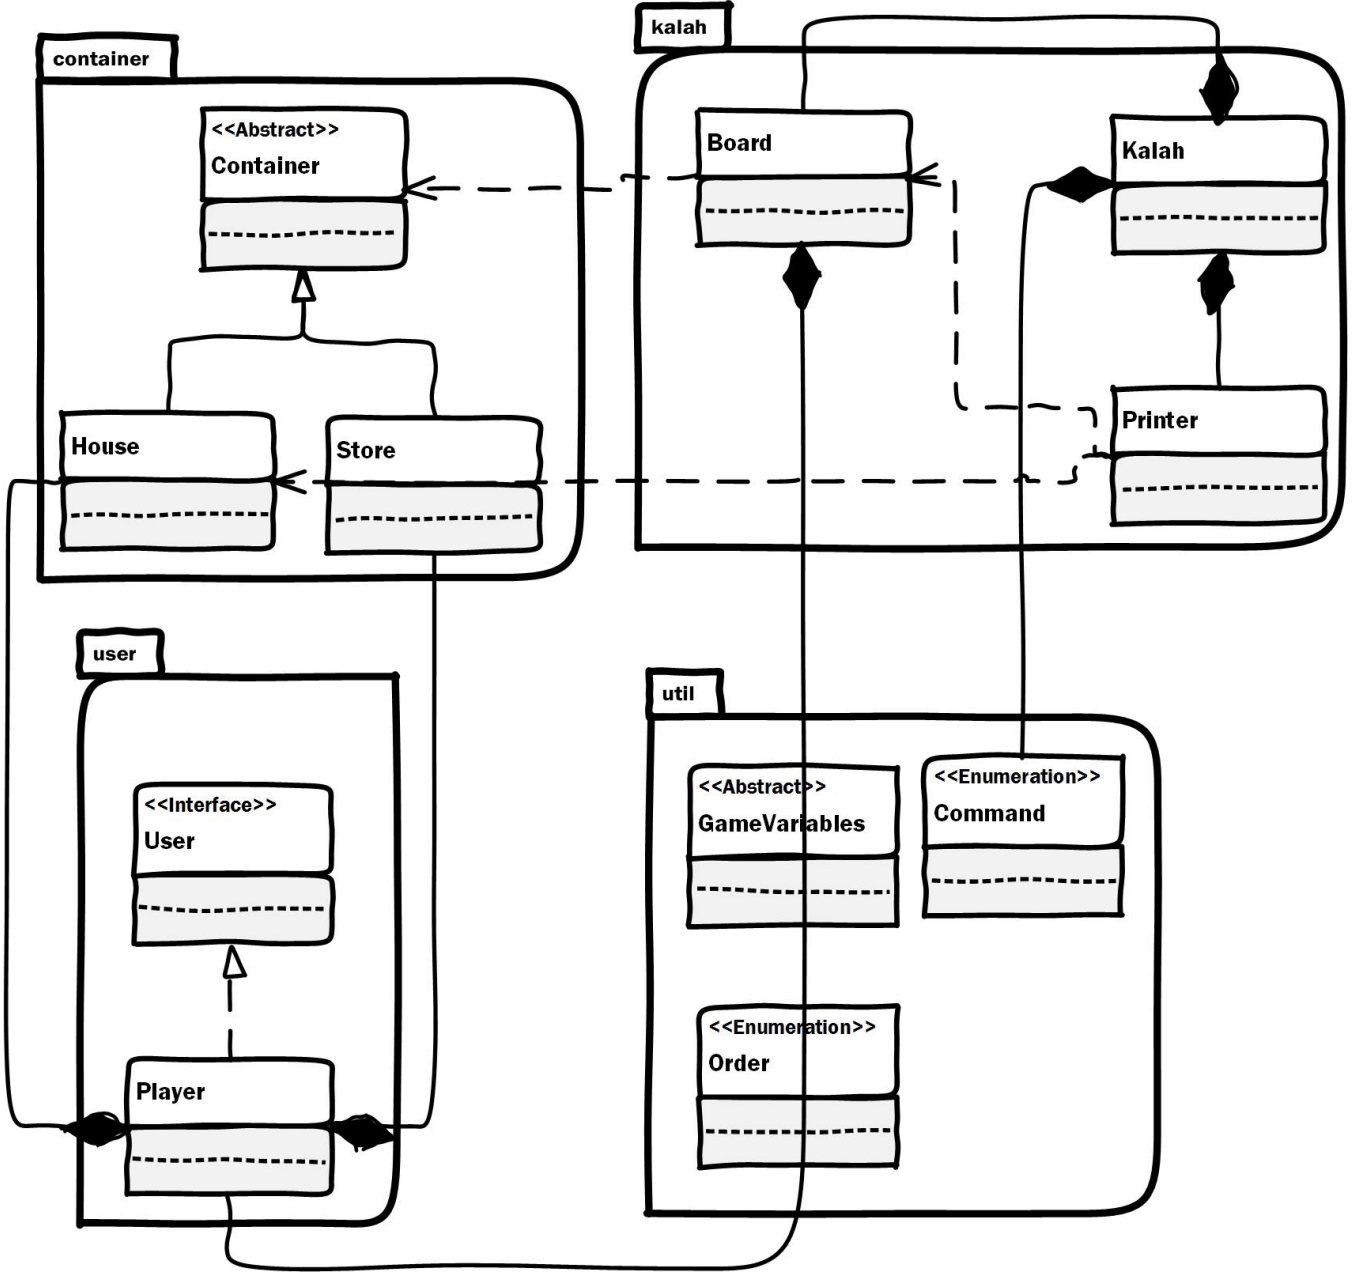 container
<<Abstract>>
Container
House
Store
kalah
Board
Kalah
Printer
user
<<Interface>>
User
Player
util
<<Abstract>>
GameVariables
<<Enumeration>>
Command
<<Enumeration>>
Order